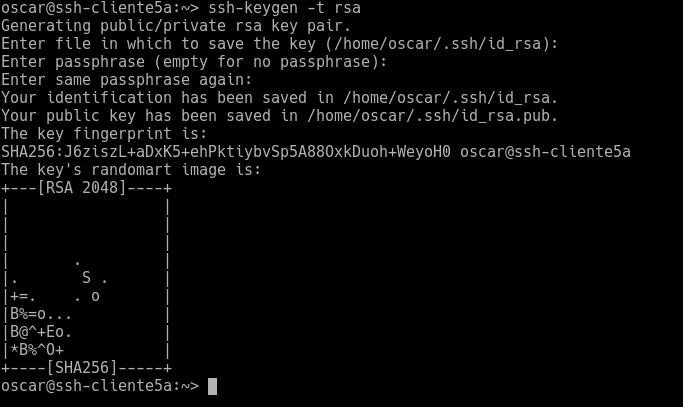 oscar@ssh-cliente5a:~> ssh-keygen -t rsa
Generating public/private rsa key pair.
Enter file in which to save the key (/home/oscar/.ssh/id_rsa):
Enter passphrase (empty for no passphrase):
Enter same passphrase again:
Your identification has been saved in /home/oscar/.ssh/id_rsa.
Your public key has been saved in /home/oscar/.ssh/id_rsa.pub.
The key fingerprint is:
SHA256:J6ziszL+aDxK5+ehPktiybvSp5A88OxkDuoh+WeyoH0 oscar@ssh-cliente5a
The key's randomart image is:
+---[RSA 2048]----+
|                 |
|                 |
|                 |
|       .         |
|.       S .      |
|+=.    . o       |
|B%=o...          |
|B@^+Eo.          |
|*B%^O+           |
+----[SHA256]-----+
oscar@ssh-cliente5a:~>